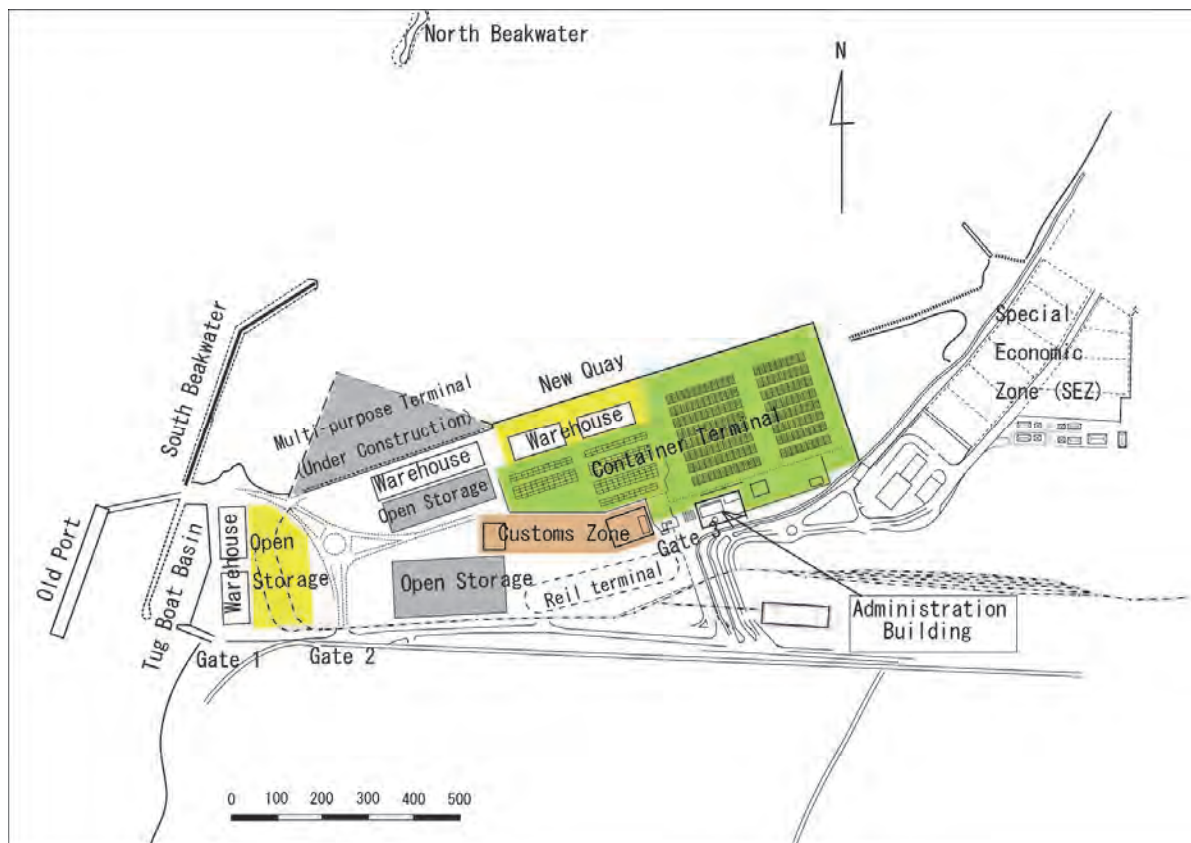 North Beakwater
N
South Beakwater
New Quay
Multi-purpose Terminal
(Under Construction)
Warehouse
Container Terminal
Warehouse
Open Storage
Special
Economic
Zone (SEZ)
Customs Zone
Gate 3
Old Port
Tug Boat Basin
Warehouse
Warehouse
Open
Storage
Open Storage
Reil terminal
Administration
Building
Gate 1
Gate 2
0 100 200 300 400 500